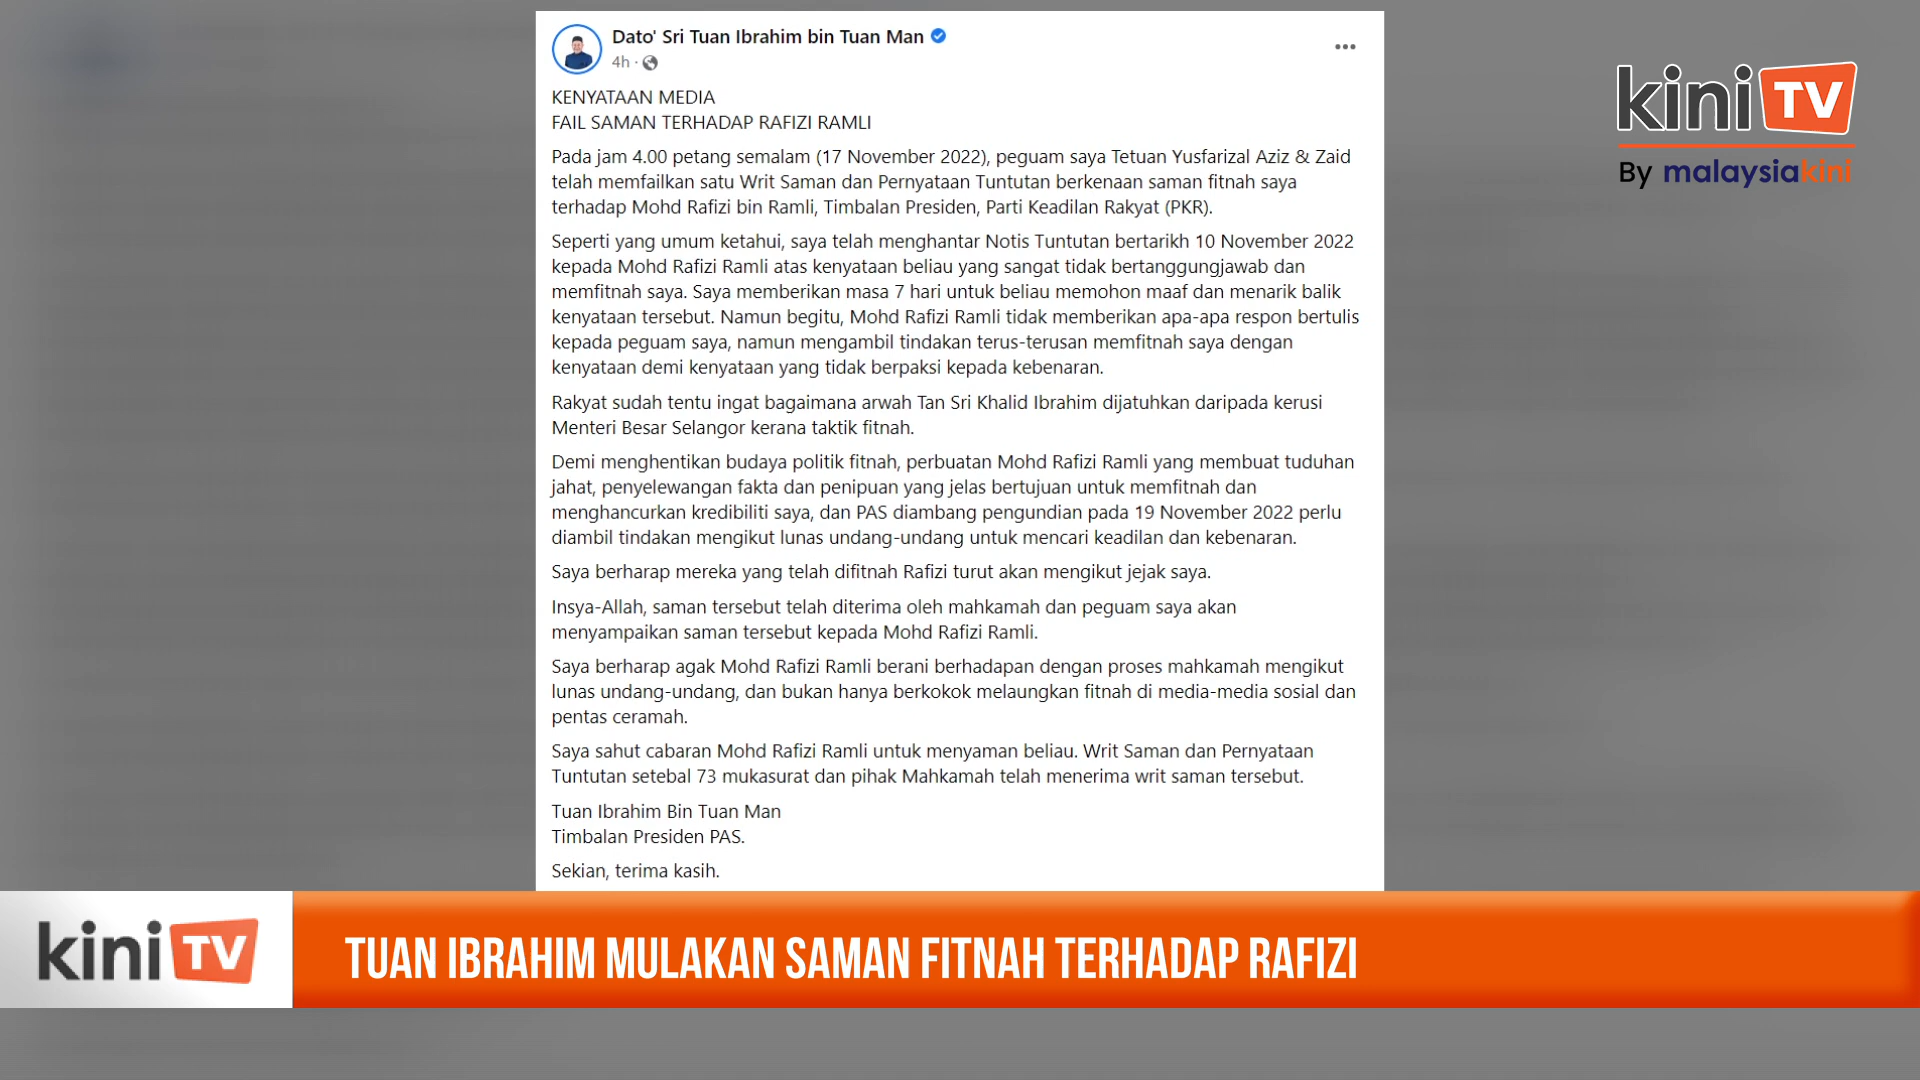 Dato' Sri Tuan Ibrahim bin Tuan Man
4h ·
KENYATAAN MEDIA
FAIL SAMAN TERHADAP RAFIZI RAMLI
Pada jam 4.00 petang semalam (17 November 2022), peguam saya Tetuan Yusfarizal Aziz & Zaid
telah memfailkan satu Writ Saman dan Pernyataan Tuntutan berkenaan saman fitnah saya
terhadap Mohd Rafizi bin Ramli, Timbalan Presiden, Parti Keadilan Rakyat (PKR).
Seperti yang umum ketahui, saya telah menghantar Notis Tuntutan bertarikh 10 November 2022
kepada Mohd Rafizi Ramli atas kenyataan beliau yang sangat tidak bertanggungjawab dan
memfitnah saya. Saya memberikan masa 7 hari untuk beliau memohon maaf dan menarik balik
kenyataan tersebut. Namun begitu, Mohd Rafizi Ramli tidak memberikan apa-apa respon bertulis
kepada peguam saya, namun mengambil tindakan terus-terusan memfitnah saya dengan
kenyataan demi kenyataan yang tidak berpaksi kepada kebenaran.
Rakyat sudah tentu ingat bagaimana arwah Tan Sri Khalid Ibrahim dijatuhkan daripada kerusi
Menteri Besar Selangor kerana taktik fitnah.
Demi menghentikan budaya politik fitnah, perbuatan Mohd Rafizi Ramli yang membuat tuduhan
jahat, penyelewangan fakta dan penipuan yang jelas bertujuan untuk memfitnah dan
menghancurkan kredibiliti saya, dan PAS diambang pengundian pada 19 November 2022 perlu
diambil tindakan mengikut lunas undang-undang untuk mencari keadilan dan kebenaran.
Saya berharap mereka yang telah difitnah Rafizi turut akan mengikut jejak saya.
Insya-Allah, saman tersebut telah diterima oleh mahkamah dan peguam saya akan
menyampaikan saman tersebut kepada Mohd Rafizi Ramli.
Saya berharap agak Mohd Rafizi Ramli berani berhadapan dengan proses mahkamah mengikut
lunas undang-undang, dan bukan hanya berkokok melaungkan fitnah di media-media sosial dan
pentas ceramah.
Saya sahut cabaran Mohd Rafizi Ramli untuk menyaman beliau. Writ Saman dan Pernyataan
Tuntutan setebal 73 mukasurat dan pihak Mahkamah telah menerima writ saman tersebut.
Tuan Ibrahim Bin Tuan Man
Timbalan Presiden PAS.
Sekian, terima kasih.
kini TV
By malaysiakini
kini TV
TUAN IBRAHIM MULAKAN SAMAN FITNAH TERHADAP RAFIZI